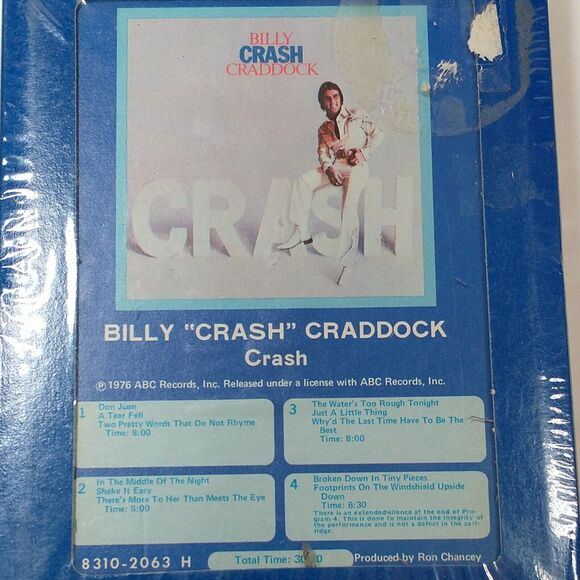 BILLY
CRASH
CRADDOCK
CRASH
BILLY "CRASH" CRADDOCK
Crash
℗ 1976 ABC Records, Inc. Released under a license with ABC Records, Inc.
1 Don Juan
A Tear Fell
Two Pretty Words That Do Not Rhyme
Time: 8:00
2 In The Middle Of The Night
Shake It Easy
There's More To Her Than Meets The Eye
Time: 8:00
3 The Water's Too Rough Tonight
Just A Little Thing
Why'd The Last Time Have To Be The
Best
Time: 8:00
4 Broken Down In Tiny Pieces
Footprints On The Windshield Upside
Down
Time: 6:30
There is an extended silence at the end of Pro-
gram 4. This is done to maintain the integrity of
the performance and is not a defect in the cart-
ridge.
8310-2063 H
Total Time:
Produced by Ron Chancey